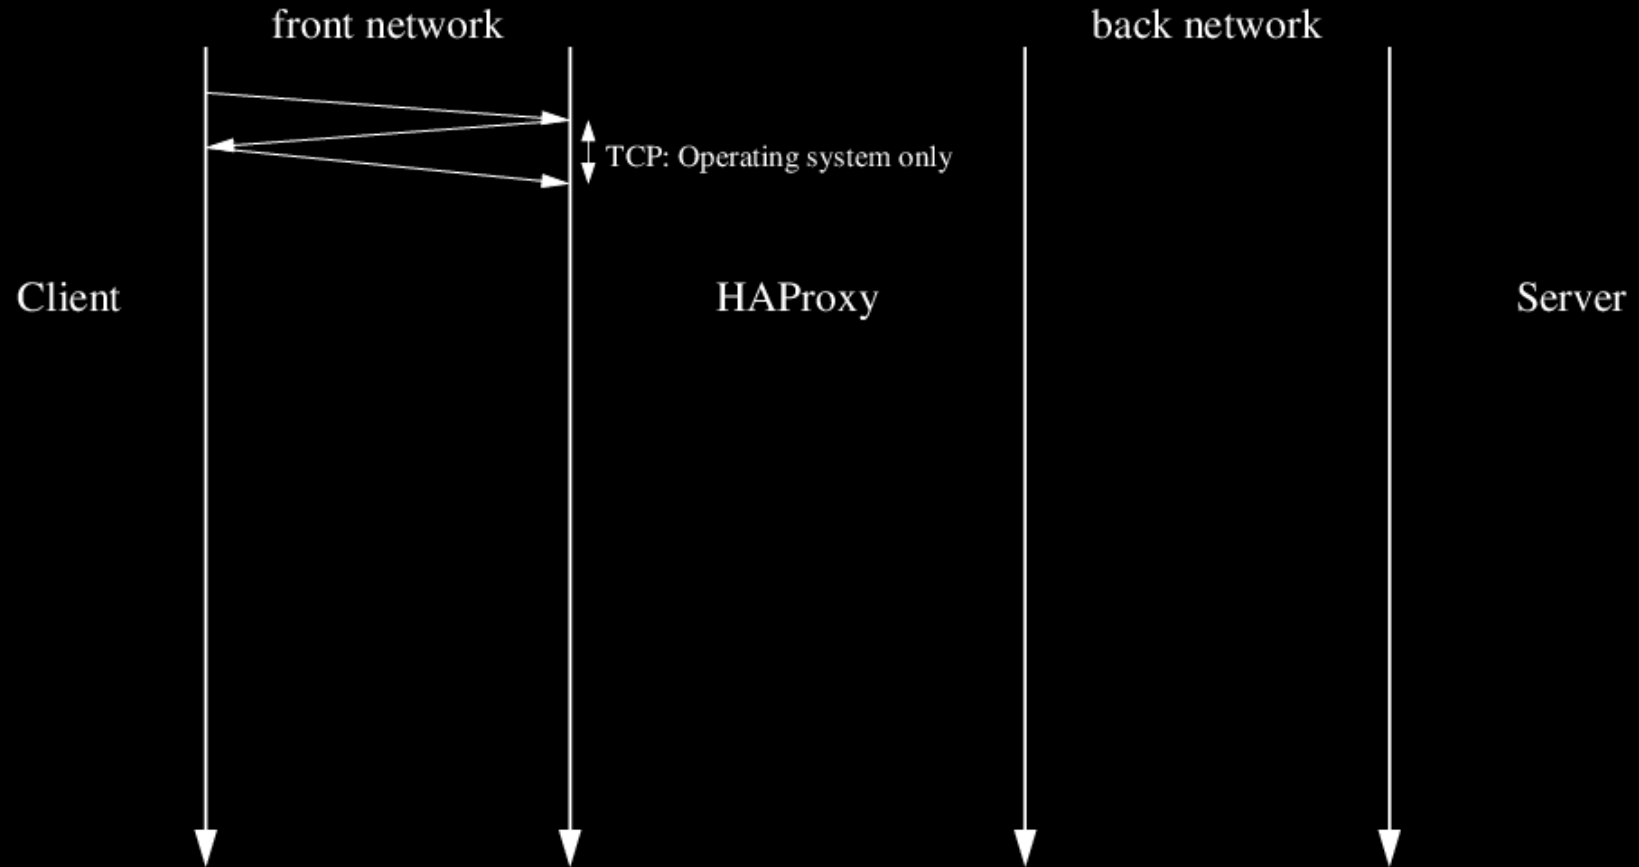 front network
back network
TCP: Operating system only
Client
HAProxy
Server